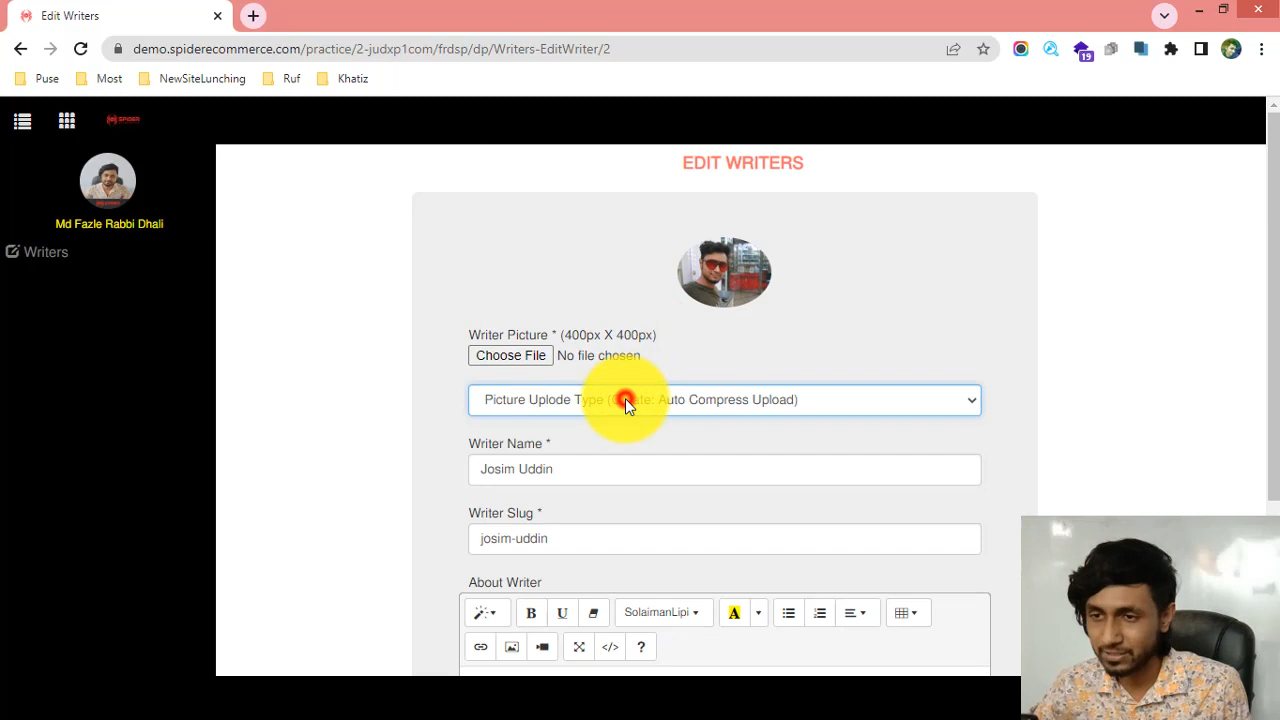 Edit Writers
demo.spiderecommerce.com/practice/2-judxp1com/frdsp/dp/Writers-EditWriter/2
19
Puse Most NewSiteLunching Ruf Khatiz
SPIDER
Md Fazle Rabbi Dhali
Writers
EDIT WRITERS
Writer Picture * (400px X 400px)
Choose File No file chosen
Picture Uplode Type ( : Auto Compress Upload)
Writer Name *
Josim Uddin
Writer Slug *
josim-uddin
About Writer
B U SolaimanLipi A
</> ?